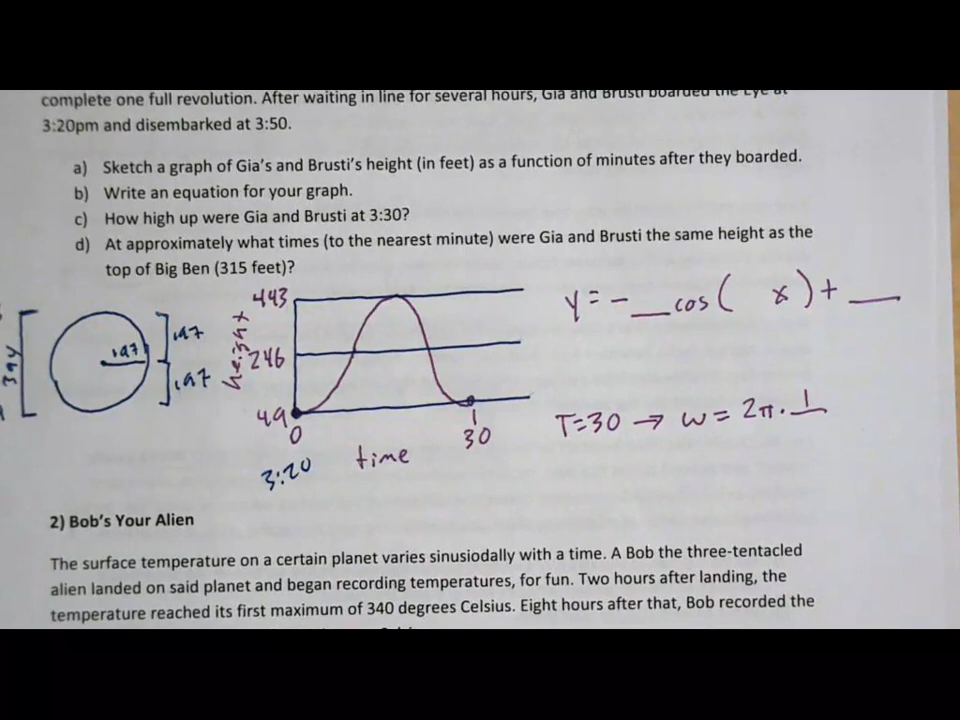 complete one full revolution. After waiting in line for several hours, Gia and Brusti boarded the Eye at
3:20pm and disembarked at 3:50.
a) Sketch a graph of Gia's and Brusti's height (in feet) as a function of minutes after they boarded.
b) Write an equation for your graph.
c) How high up were Gia and Brusti at 3:30?
d) At approximately what times (to the nearest minute) were Gia and Brusti the same height as the
top of Big Ben (315 feet)?
394
197
197
197
height
443
246
49
0
3:20
time
30
y = - __ cos ( x ) + __
T=30 → w = 2π · 1
2) Bob's Your Alien
The surface temperature on a certain planet varies sinusiodally with a time. A Bob the three-tentacled
alien landed on said planet and began recording temperatures, for fun. Two hours after landing, the
temperature reached its first maximum of 340 degrees Celsius. Eight hours after that, Bob recorded the